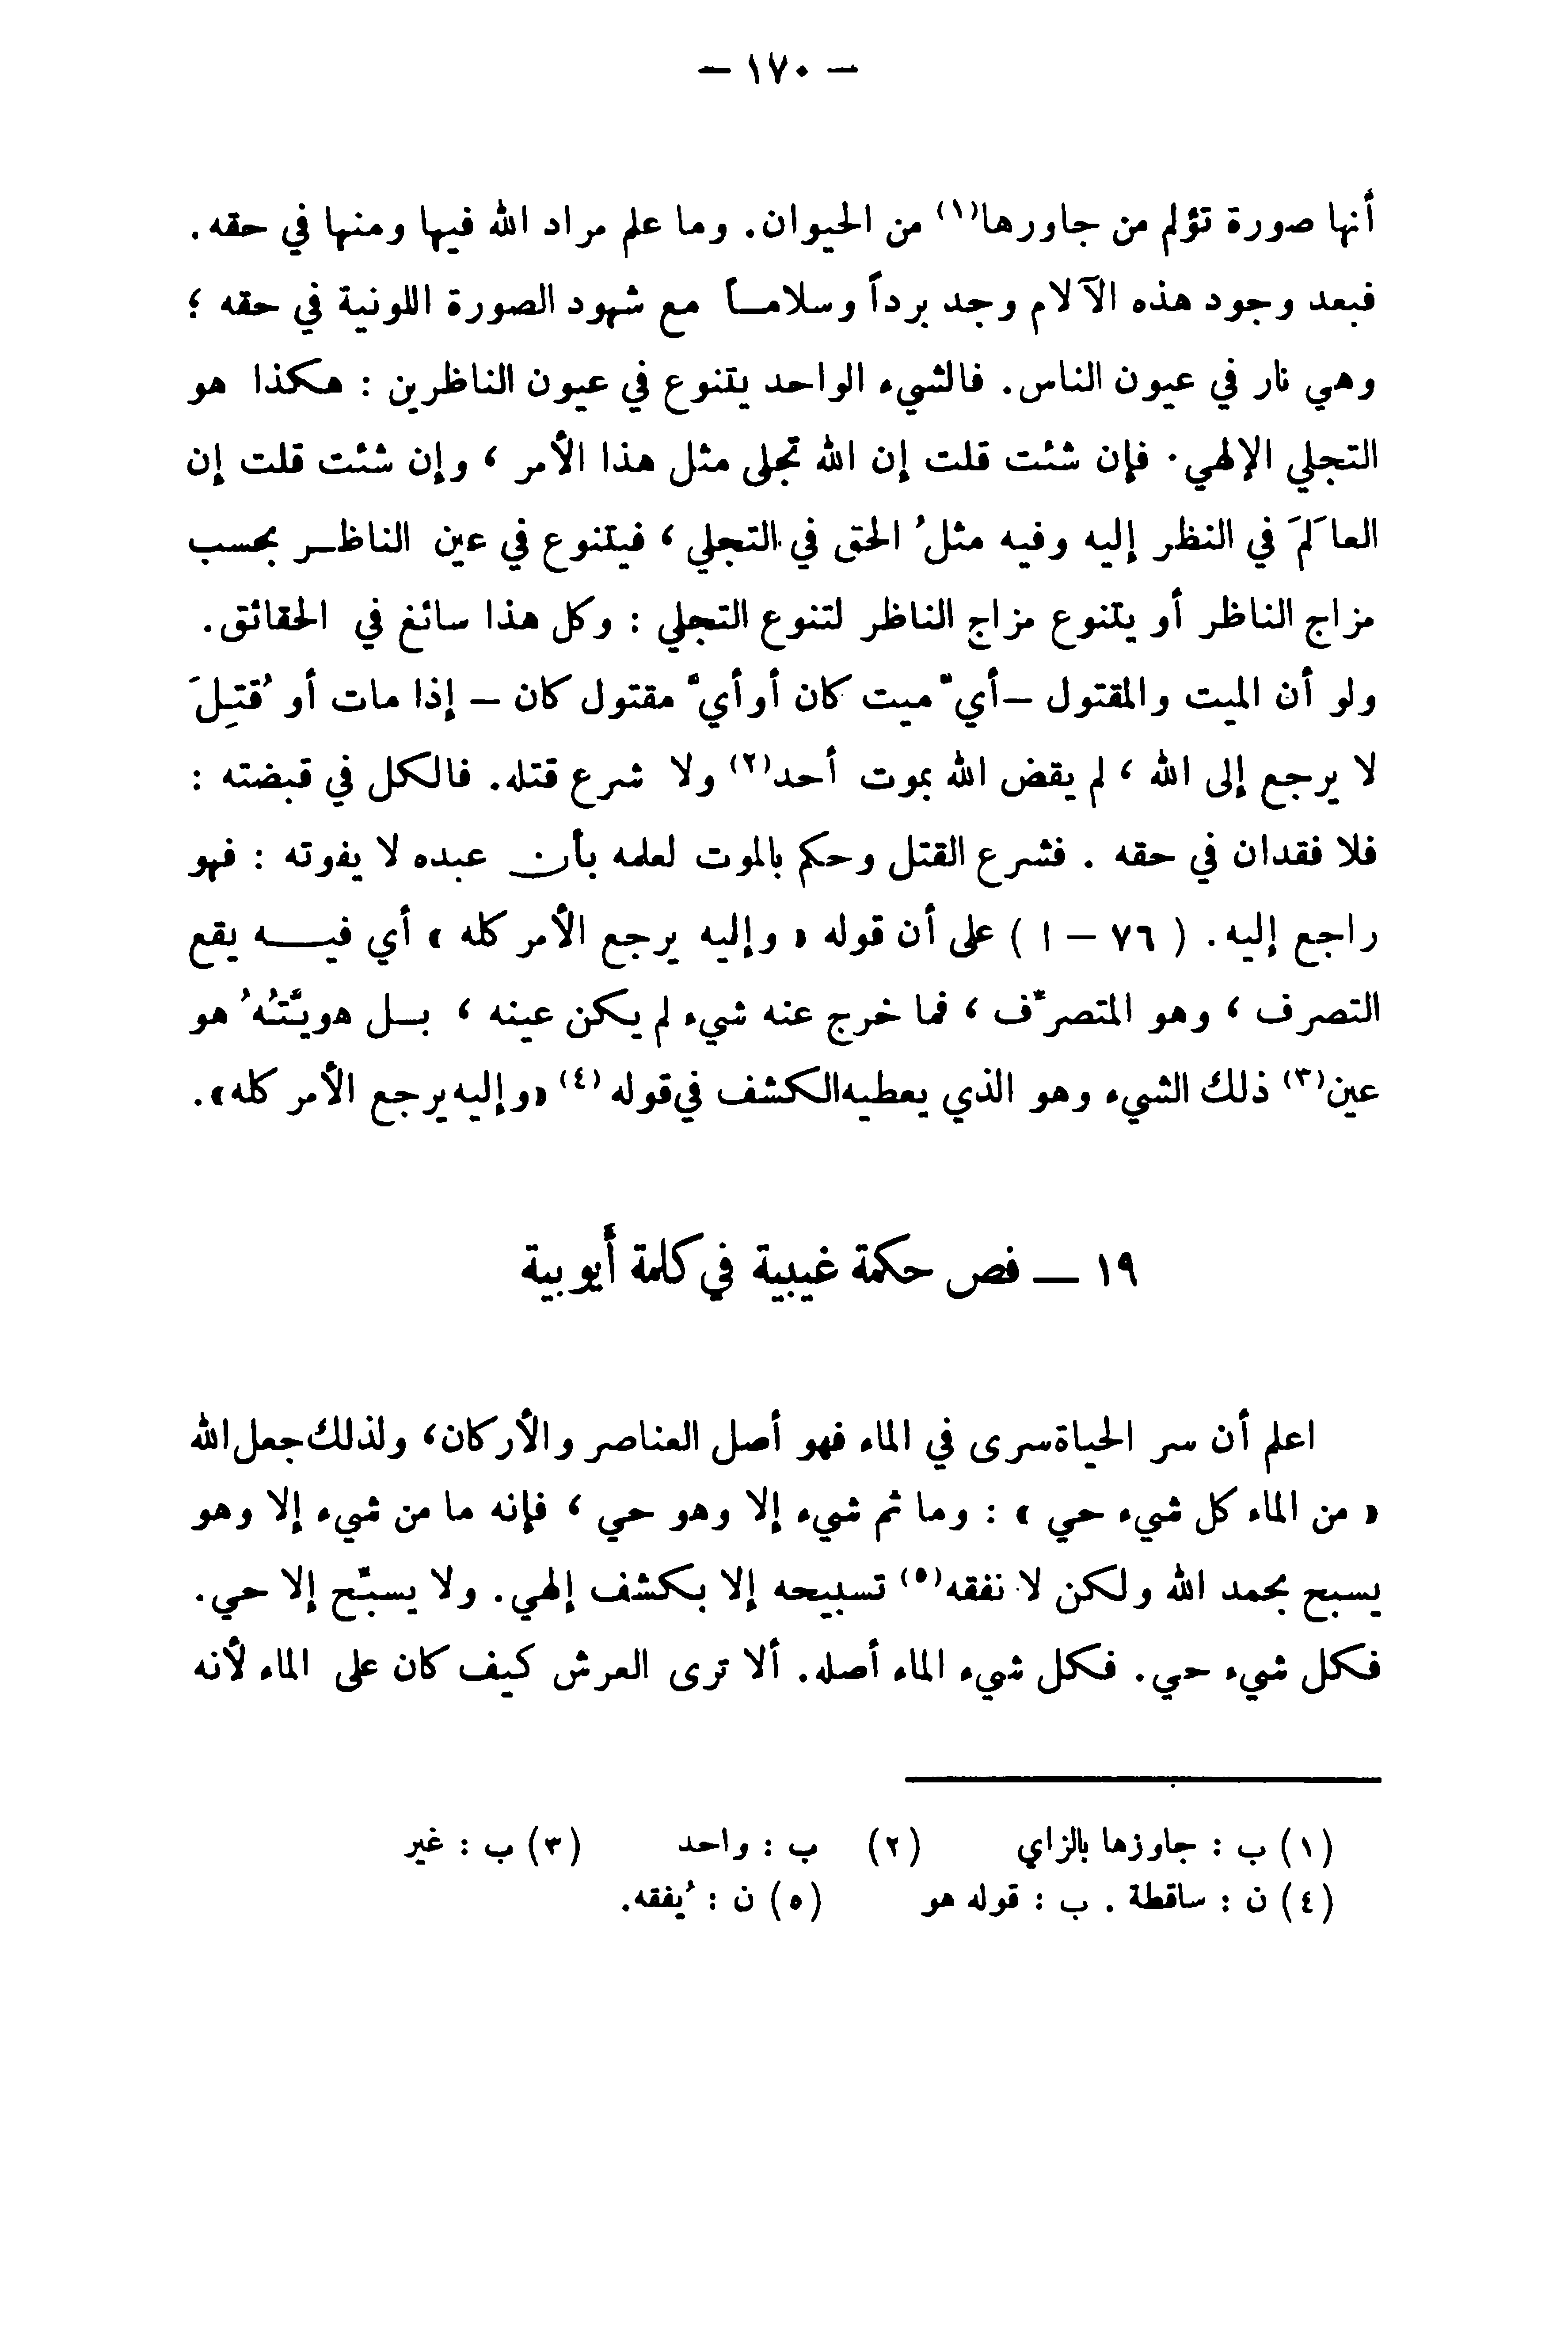 — ١٧٠ —
أنها صورة تؤلم من جاورها(١) من الحيوان. وما علم مراد الله فيها ومنها في حقه.
فبعد وجود هذه الآلام وجد برداً وسلاماً مع شهود الصورة اللونية في حقه ؛
وهي نار في عيون الناس. فالشيء الواحد يتنوع في عيون الناظرين : هكذا هو
التجلي الإلهي. فإن شئت قلت إن الله تجلى مثل هذا الأمر ، وإن شئت قلت إن
العالَمَ في النظر إليه وفيه مثلُ الحق في التجلي ، فيتنوع في عين الناظر بحسب
مزاج الناظر أو يتنوع مزاج الناظر لتنوع التجلي : وكل هذا سائغ في الحقائق.
ولو أن الميت والمقتول – أيّ ميت كان أو أيّ مقتول كان – إذا مات أو قُتِلَ
لا يرجع إلى الله ، لم يقض الله بموت أحد(٢) ولا شرع قتله. فالكل في قبضته :
فلا فقدان في حقه . فشرع القتل وحكم بالموت لعلمه بأن عبده لا يفوته : فهو
راجع إليه. ( ٧٦ – ا ) على أن قوله « وإليه يرجع الأمر كله » أي فيه يقع
التصرف ، وهو المتصرِّف ، فما خرج عنه شيء لم يكن عينه ، بل هويَّتُهُ هو
عين(٣) ذلك الشيء وهو الذي يعطيه الكشف في قوله (٤) «وإليه يرجع الأمر كله».
١٩ — فص حكمة غيبية في كلمة أيوبية
اعلم أن سر الحياة سرى في الماء فهو أصل العناصر والأركان، ولذلك جعل الله
« من الماء كل شيء حي » : وما ثم شيء إلا وهو حي ، فإنه ما من شيء إلا وهو
يسبح بحمد الله ولكن لا نفقه(٥) تسبيحه إلا بكشف إلهي. ولا يسبِّح إلا حي.
فكل شيء حي. فكل شيء الماء أصله. ألا ترى العرش كيف كان على الماء لأنه
(١) ب : جاوزها بالزاي (٢) ب : واحد (٣) ب : غير
(٤) ن : ساقطة . ب : قوله هو (٥) ن : يُفقه.